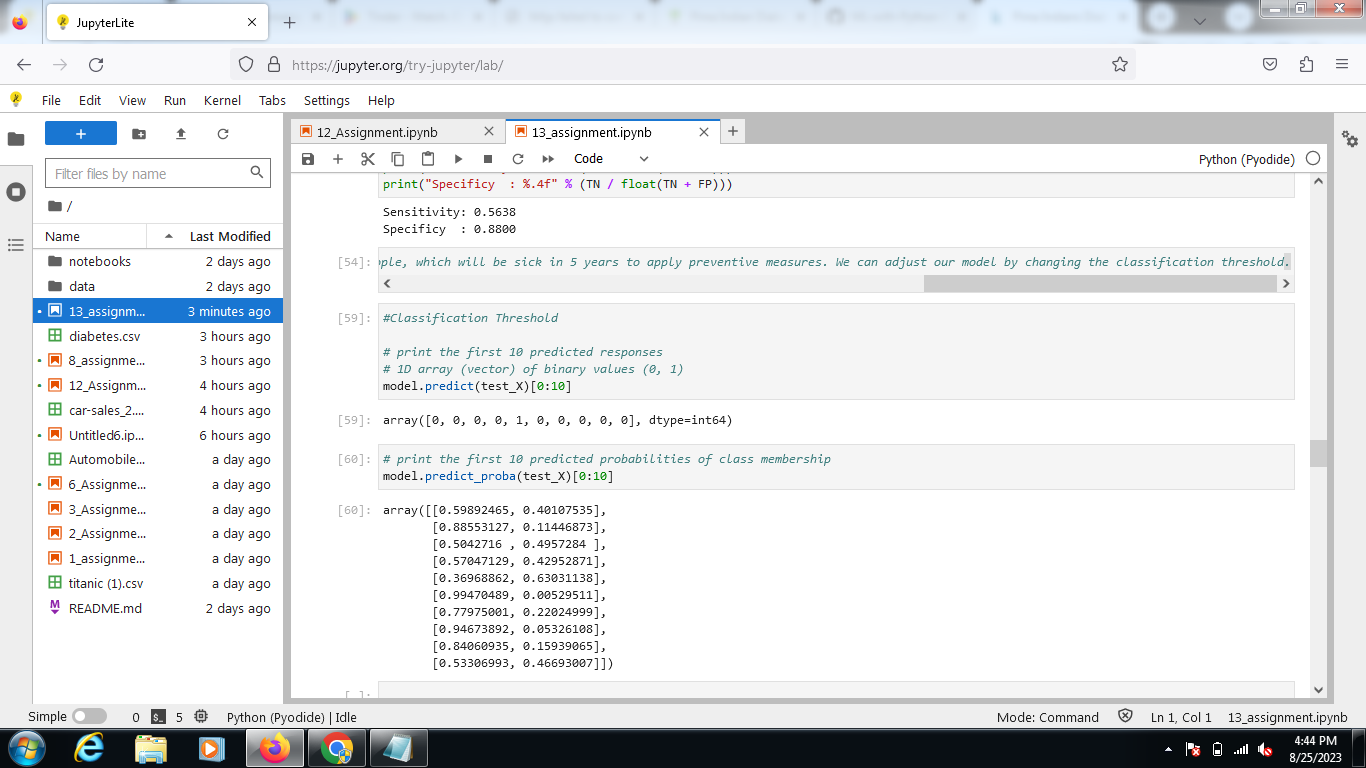 JupyterLite
https://jupyter.org/try-jupyter/lab/
File Edit View Run Kernel Tabs Settings Help
12_Assignment.ipynb
13_assignment.ipynb
Code
Python (Pyodide)
Filter files by name
/
Name Last Modified
notebooks 2 days ago
data 2 days ago
13_assignm... 3 minutes ago
diabetes.csv 3 hours ago
8_assignme... 3 hours ago
12_Assignm... 4 hours ago
car-sales_2.... 4 hours ago
Untitled6.ip... 6 hours ago
Automobile... a day ago
6_Assignme... a day ago
3_Assignme... a day ago
2_Assignme... a day ago
1_assignme... a day ago
titanic (1).csv a day ago
README.md 2 days ago
print("Specificy  : %.4f" % (TN / float(TN + FP)))
Sensitivity: 0.5638
Specificy  : 0.8800
[54]: ople, which will be sick in 5 years to apply preventive measures. We can adjust our model by changing the classification threshold.
[59]: #Classification Threshold
# print the first 10 predicted responses
# 1D array (vector) of binary values (0, 1)
model.predict(test_X)[0:10]
[59]: array([0, 0, 0, 0, 1, 0, 0, 0, 0, 0], dtype=int64)
[60]: # print the first 10 predicted probabilities of class membership
model.predict_proba(test_X)[0:10]
[60]: array([[0.59892465, 0.40107535],
[0.88553127, 0.11446873],
[0.5042716 , 0.4957284 ],
[0.57047129, 0.42952871],
[0.36968862, 0.63031138],
[0.99470489, 0.00529511],
[0.77975001, 0.22024999],
[0.94673892, 0.05326108],
[0.84060935, 0.15939065],
[0.53306993, 0.46693007]])
[ ]:
Simple 0 5 Python (Pyodide) | Idle Mode: Command Ln 1, Col 1 13_assignment.ipynb
4:44 PM
8/25/2023